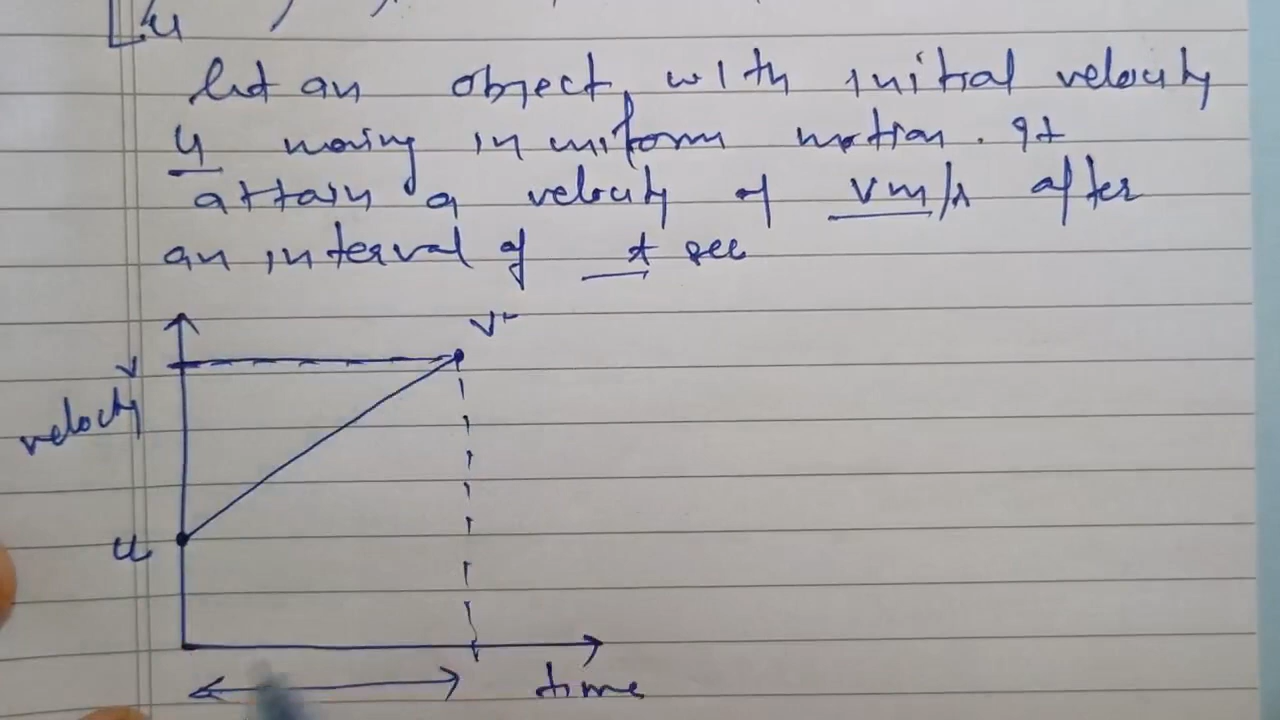 u
let an object, with initial velocity
u moving in uniform motion. It
attain a velocity of v m/s after
an interval of t sec
v
v
velocity
u
time